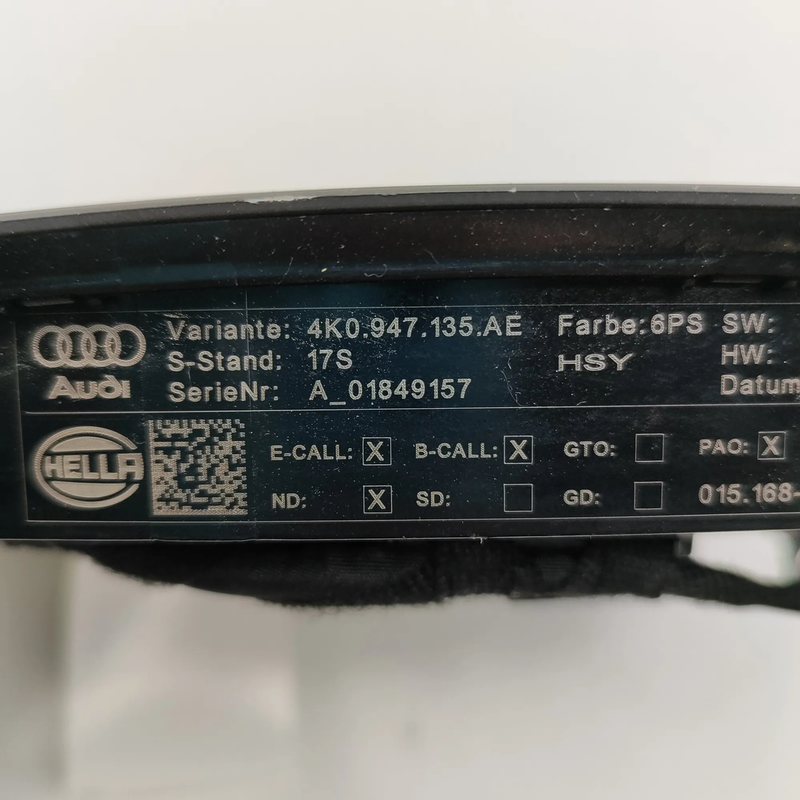 Audi
Variante: 4K0.947.135.AE Farbe:6PS SW:
S-Stand: 17S HSY HW:
SerieNr: A_01849157 Datum
HELLA
E-CALL: X B-CALL: X GTO: PAO: X
ND: X SD: GD: 015.168-